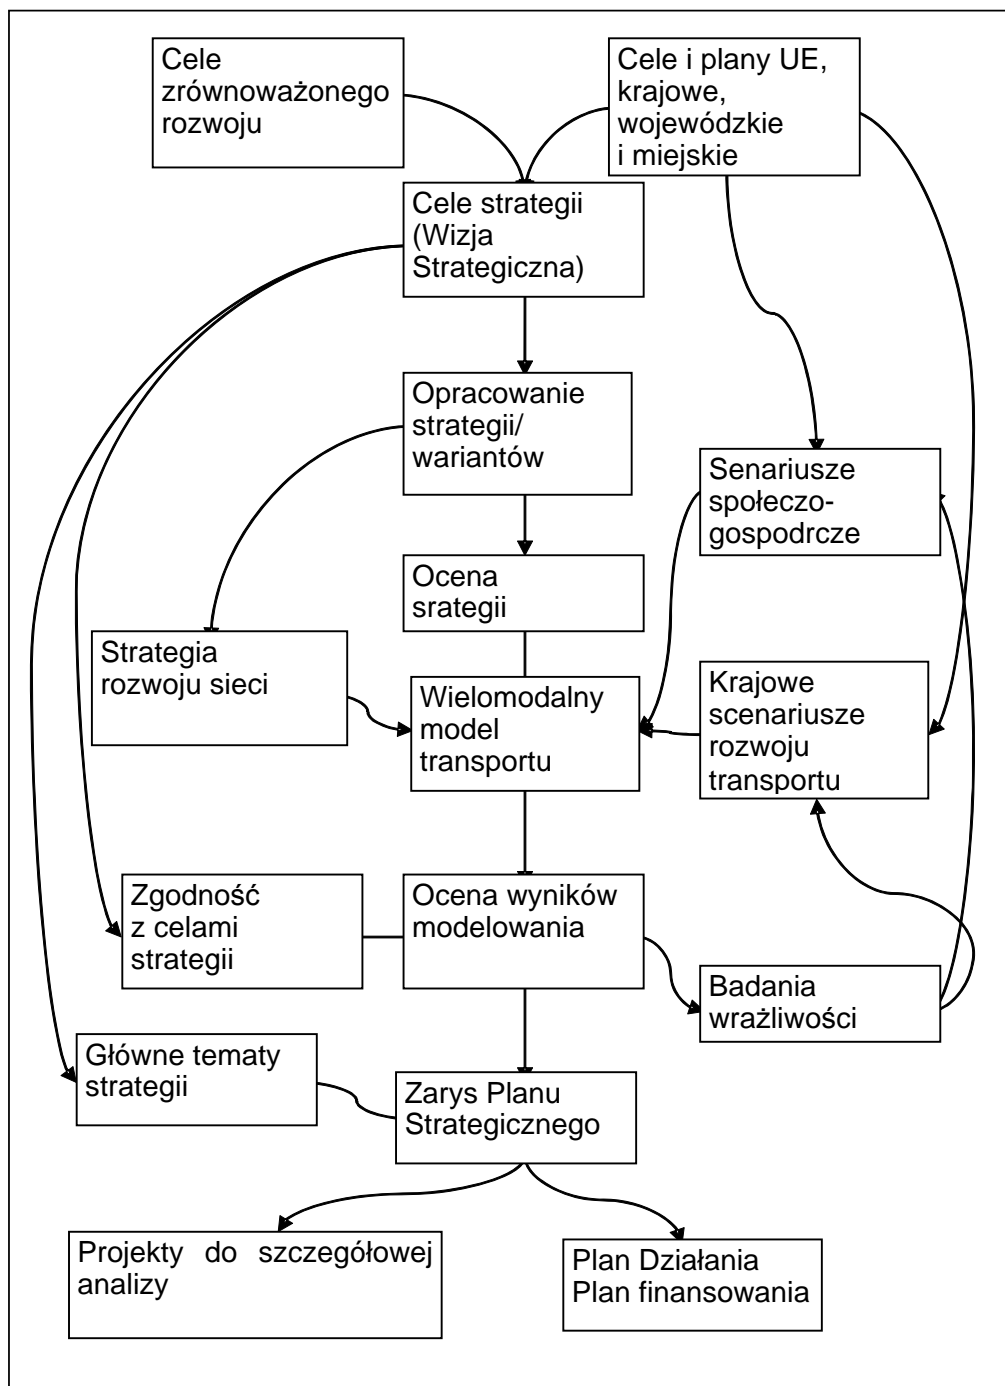 Cele
zrównoważonego
rozwoju
Cele i plany UE,
krajowe,
wojewódzkie
i miejskie
Cele strategii
(Wizja
Strategiczna)
Opracowanie
strategii/
wariantów
Senariusze
społeczo-
gospodrcze
Ocena
srategii
Strategia
rozwoju sieci
Wielomodalny
model
transportu
Krajowe
scenariusze
rozwoju
transportu
Zgodność
z celami
strategii
Ocena wyników
modelowania
Badania
wrażliwości
Główne tematy
strategii
Zarys Planu
Strategicznego
Projekty do szczegółowej
analizy
Plan Działania
Plan finansowania